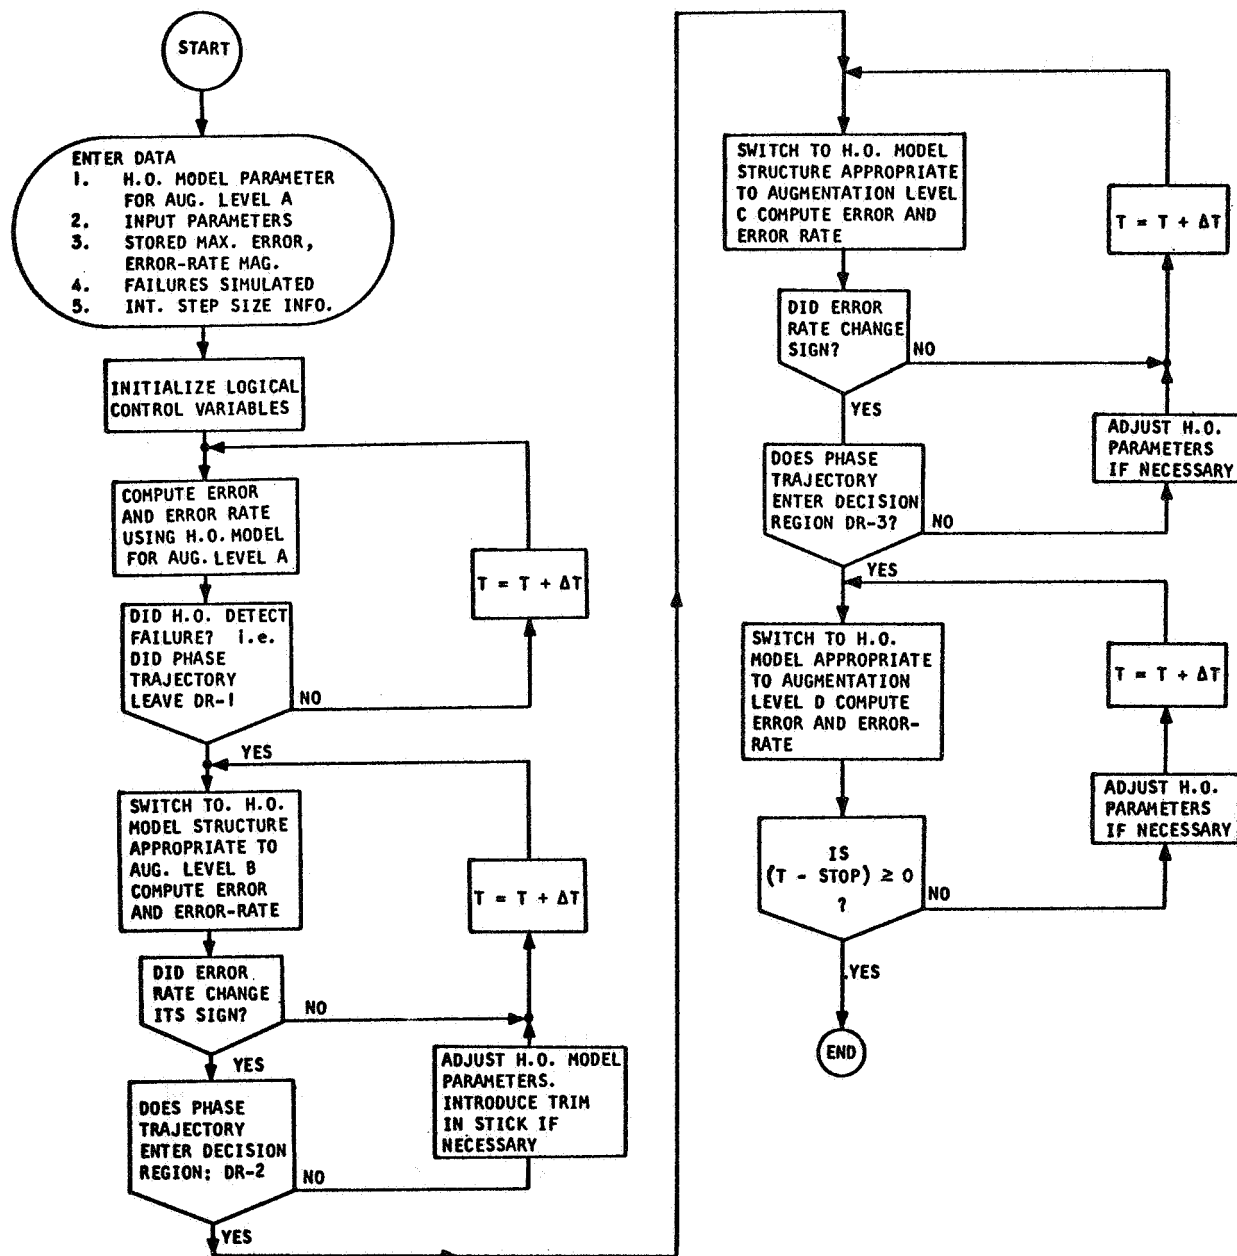 START
ENTER DATA
1. H.O. MODEL PARAMETER
FOR AUG. LEVEL A
2. INPUT PARAMETERS
3. STORED MAX. ERROR,
ERROR-RATE MAG.
4. FAILURES SIMULATED
5. INT. STEP SIZE INFO.
INITIALIZE LOGICAL
CONTROL VARIABLES
COMPUTE ERROR
AND ERROR RATE
USING H.O. MODEL
FOR AUG. LEVEL A
T = T + ΔT
DID H.O. DETECT
FAILURE? i.e.
DID PHASE
TRAJECTORY
LEAVE DR-1
NO
YES
SWITCH TO. H.O.
MODEL STRUCTURE
APPROPRIATE TO
AUG. LEVEL B
COMPUTE ERROR
AND ERROR-RATE
T = T + ΔT
DID ERROR
RATE CHANGE
ITS SIGN?
NO
YES
ADJUST H.O. MODEL
PARAMETERS.
INTRODUCE TRIM
IN STICK IF
NECESSARY
DOES PHASE
TRAJECTORY
ENTER DECISION
REGION: DR-2
NO
YES
SWITCH TO H.O. MODEL
STRUCTURE APPROPRIATE
TO AUGMENTATION LEVEL
C COMPUTE ERROR AND
ERROR RATE
T = T + ΔT
DID ERROR
RATE CHANGE
SIGN?
NO
YES
ADJUST H.O.
PARAMETERS
IF NECESSARY
DOES PHASE
TRAJECTORY
ENTER DECISION
REGION DR-3?
NO
YES
SWITCH TO H.O.
MODEL APPROPRIATE
TO AUGMENTATION
LEVEL D COMPUTE
ERROR AND ERROR-
RATE
T = T + ΔT
ADJUST H.O.
PARAMETERS
IF NECESSARY
IS
(T - STOP) ≥ 0
?
NO
YES
END